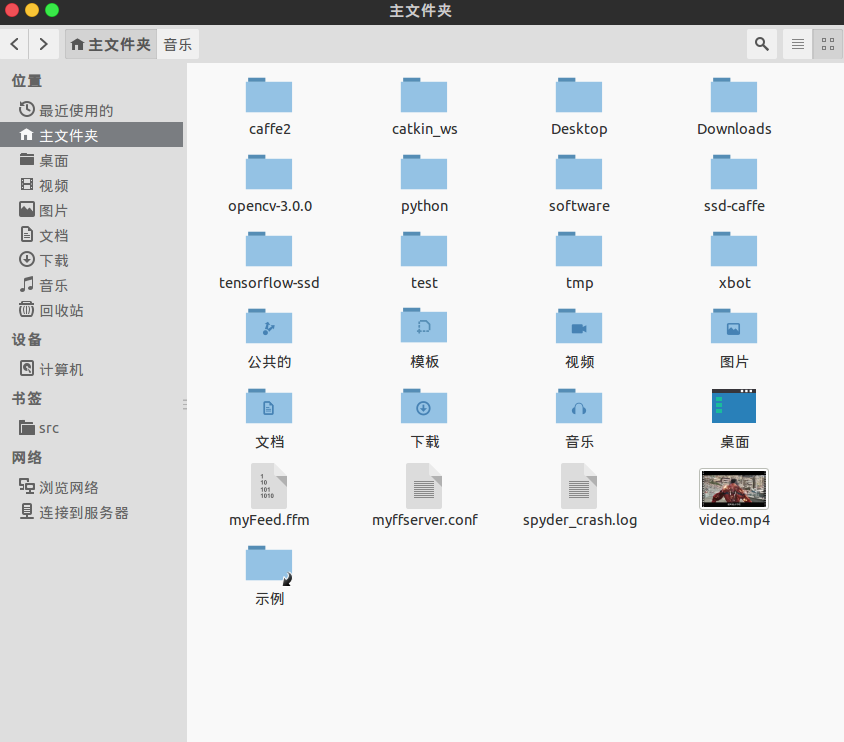 主文件夹
主文件夹 音乐
位置
最近使用的
主文件夹
桌面
视频
图片
文档
下载
音乐
回收站
设备
计算机
书签
src
网络
浏览网络
连接到服务器
caffe2 catkin_ws Desktop Downloads
opencv-3.0.0 python software ssd-caffe
tensorflow-ssd test tmp xbot
公共的 模板 视频 图片
文档 下载 音乐 桌面
1
10
101
1010
myFeed.ffm myffserver.conf spyder_crash.log video.mp4
示例